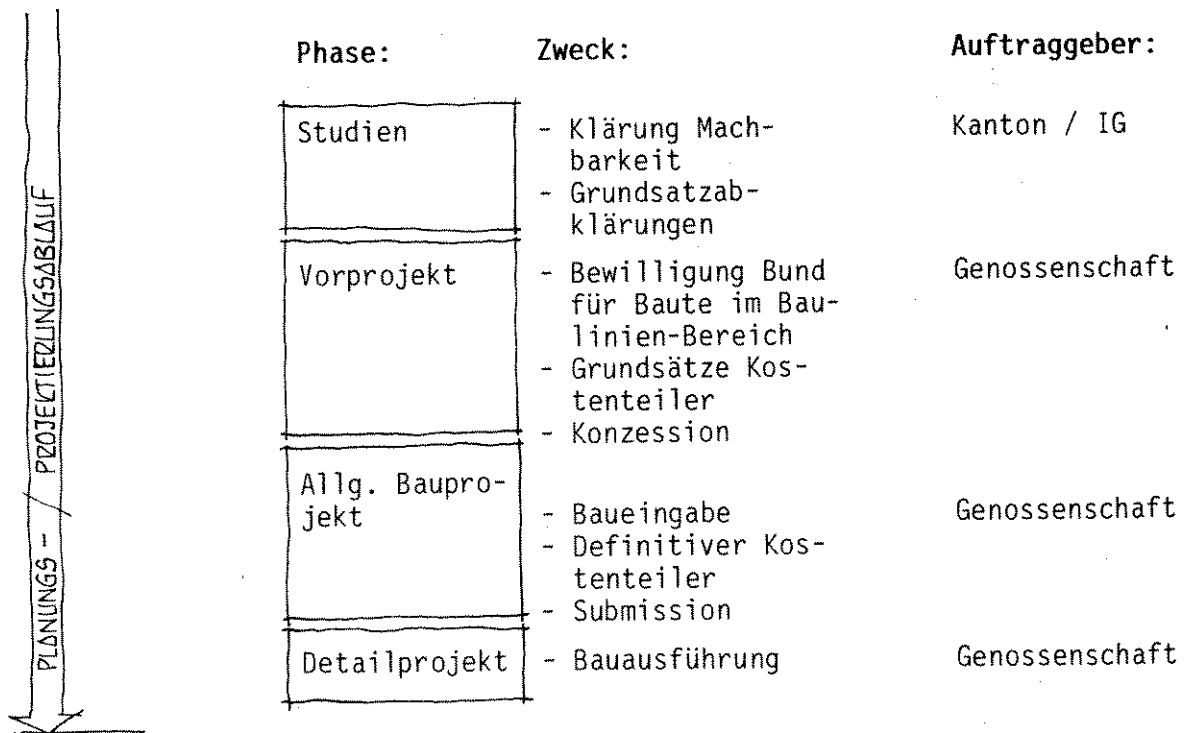 Phase: Zweck: Auftraggeber:
Studien - Klärung Mach- Kanton / IG
barkeit
- Grundsatzab-
klärungen
Vorprojekt - Bewilligung Bund Genossenschaft
für Baute im Bau-
linien-Bereich
- Grundsätze Kos-
tenteiler
- Konzession
Allg. Baupro-
jekt - Baueingabe Genossenschaft
- Definitiver Kos-
tenteiler
- Submission
Detailprojekt - Bauausführung Genossenschaft
PLANUNGS - / PROJEKTIERUNGSABLAUF